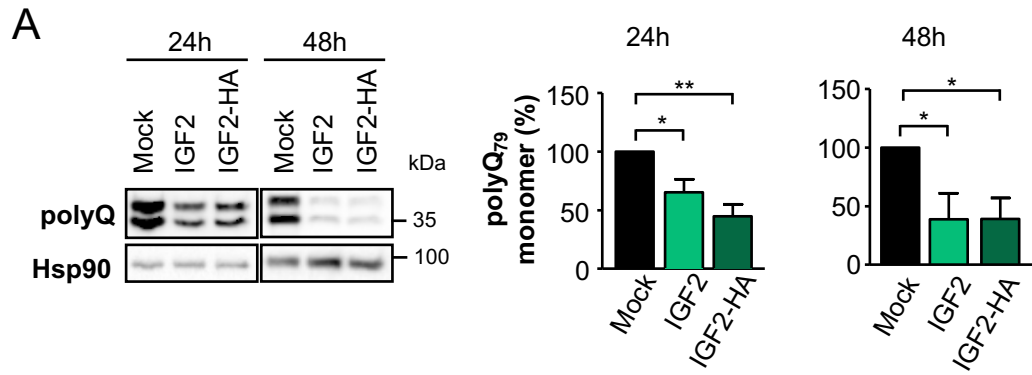 A
24h 48h
Mock IGF2 IGF2-HA Mock IGF2 IGF2-HA
kDa
polyQ 35
Hsp90 100
24h
polyQ79 monomer (%)
150
100
50
0
* **
Mock IGF2 IGF2-HA
48h
150
100
50
0
* *
Mock IGF2 IGF2-HA